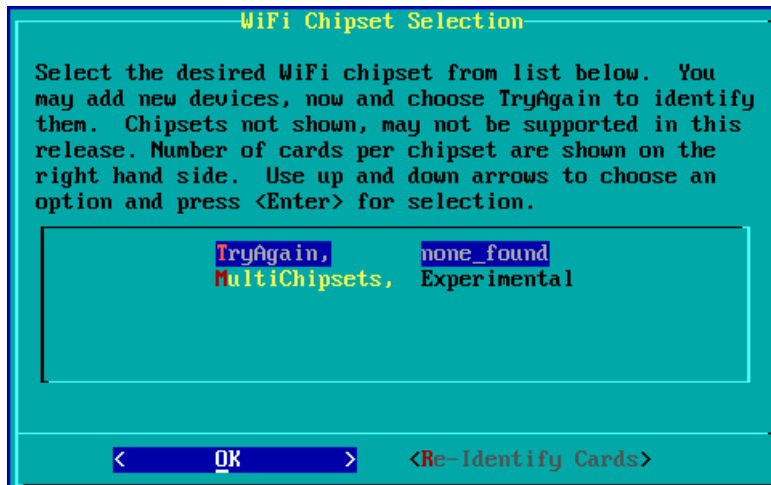 WiFi Chipset Selection
Select the desired WiFi chipset from list below.  You
may add new devices, now and choose TryAgain to identify
them.  Chipsets not shown, may not be supported in this
release. Number of cards per chipset are shown on the
right hand side.  Use up and down arrows to choose an
option and press <Enter> for selection.
TryAgain, none_found
MultiChipsets, Experimental
< OK > <Re-Identify Cards>